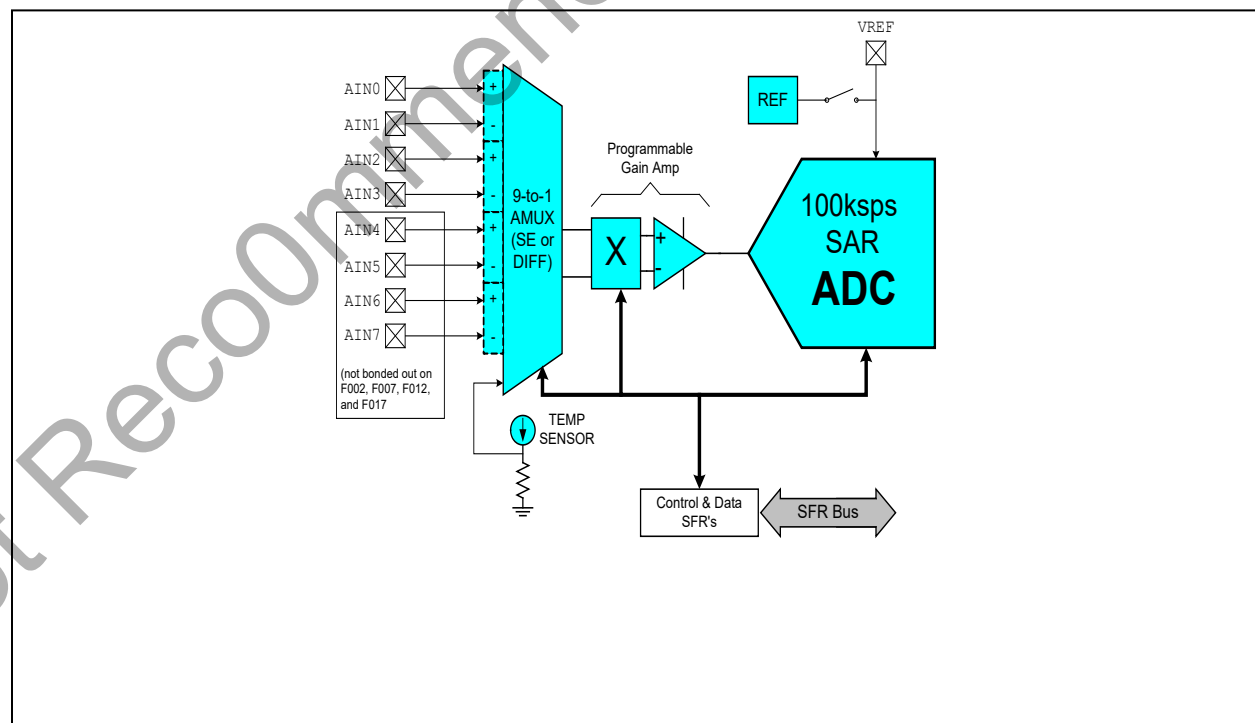 VREF
AIN0
AIN1
AIN2
AIN3
AIN4
AIN5
AIN6
AIN7
+
-
+
-
+
-
+
-
(not bonded out on
F002, F007, F012,
and F017
9-to-1
AMUX
(SE or
DIFF)
Programmable
Gain Amp
X
+
-
REF
100ksps
SAR
ADC
TEMP
SENSOR
Control & Data
SFR's
SFR Bus
t Reco0mmen